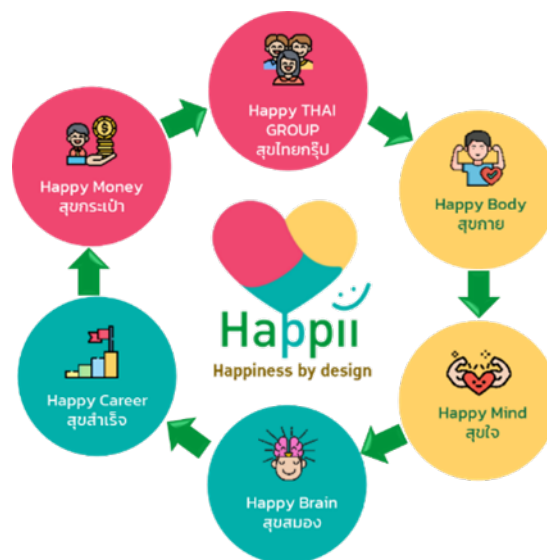 Happy THAI
GROUP
สุขไทยกรุ๊ป
Happy Body
สุขกาย
Happy Mind
สุขใจ
Happy Brain
สุขสมอง
Happy Career
สุขสำเร็จ
Happy Money
สุขกระเป๋า
Happii
Happiness by design